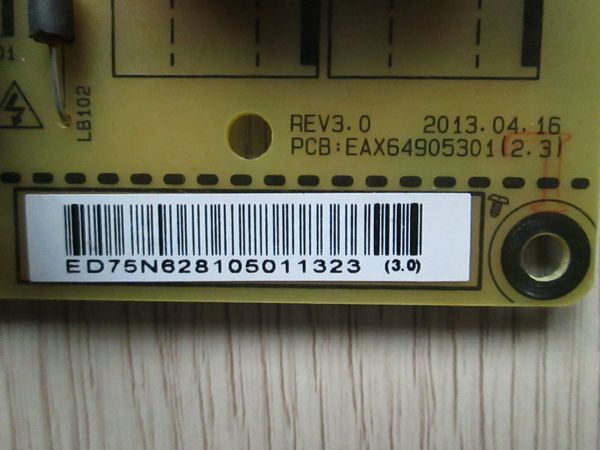 LB102
REV3.0 2013.04.16
PCB:EAX64905301(2.3)
ED75N628105011323 (3.0)